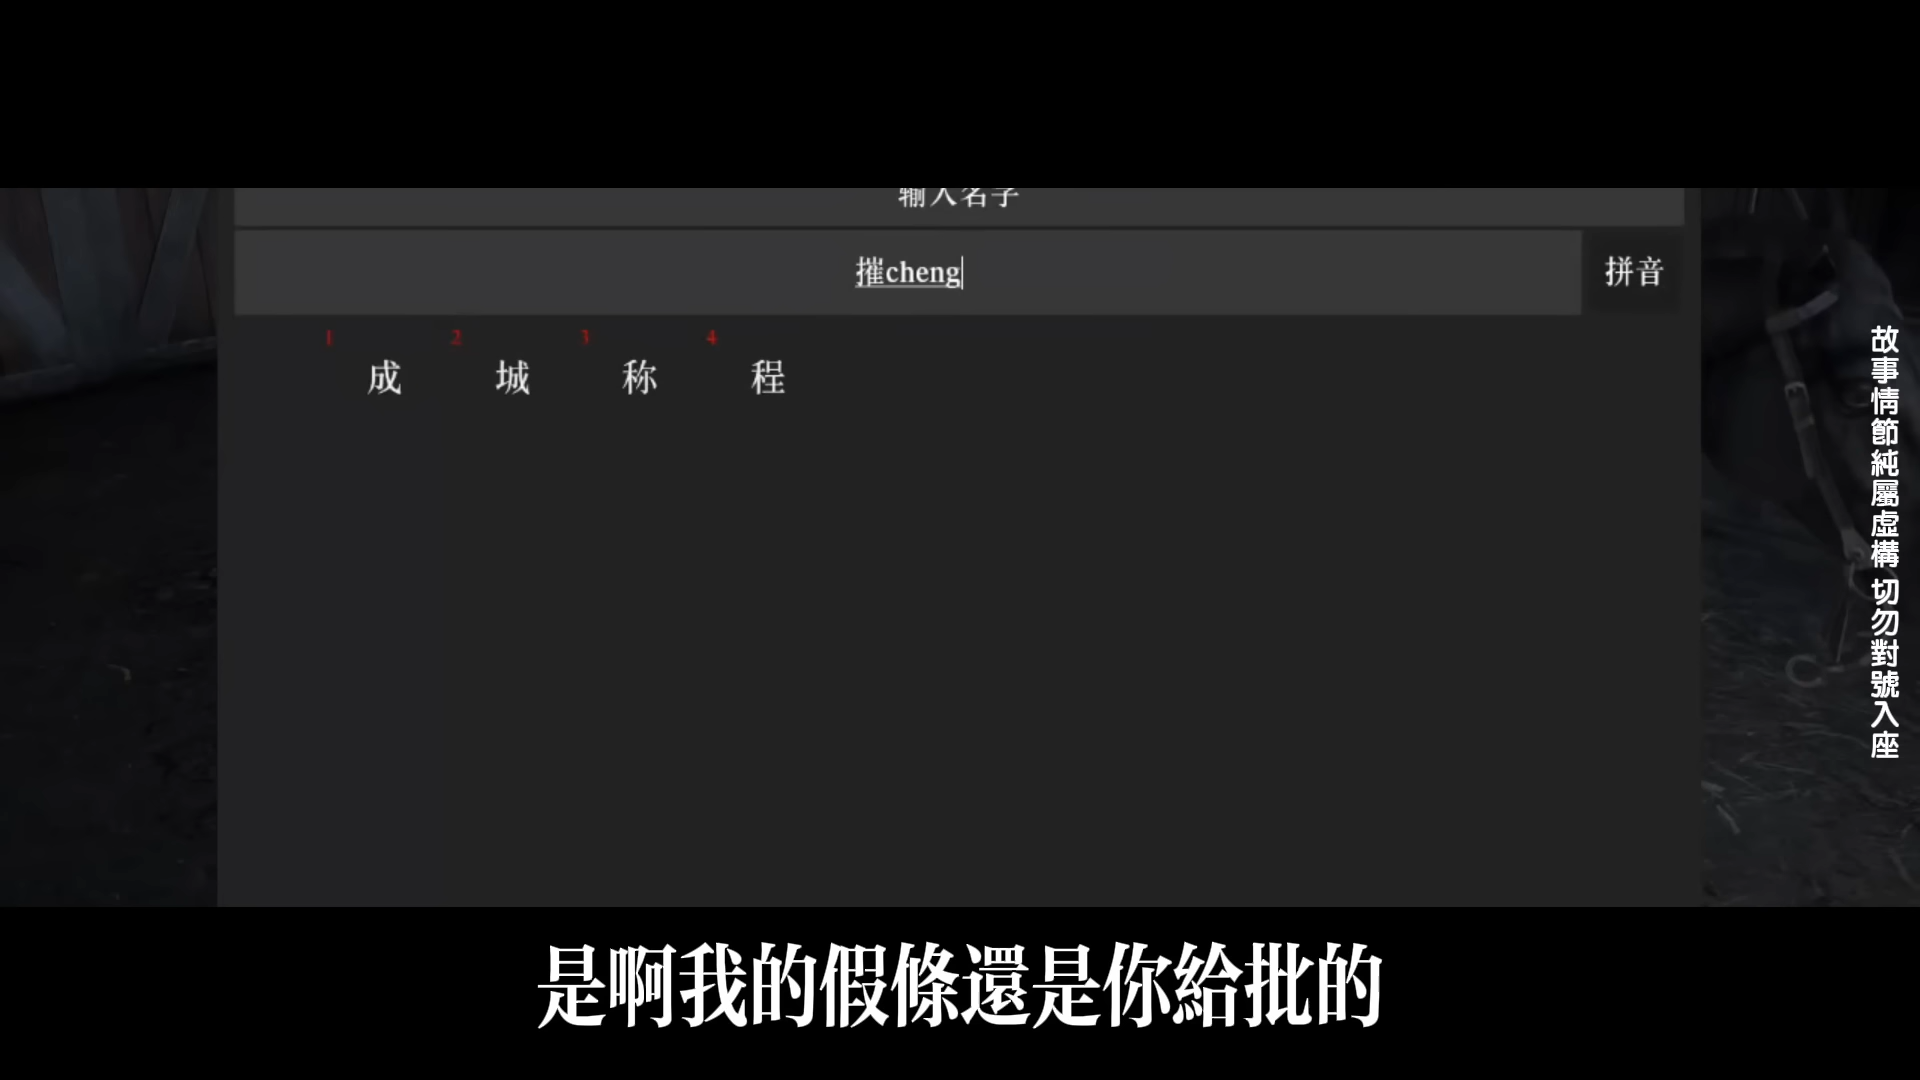 输入名字
摧cheng
拼音
1 2 3 4
成 城 称 程
故事情節純屬虛構 切勿對號入座
是啊我的假條還是你給批的